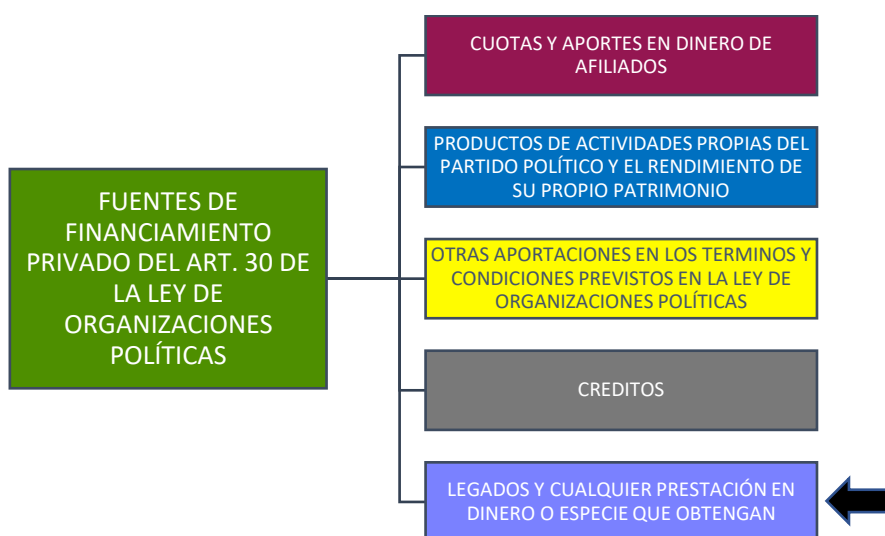 FUENTES DE
FINANCIAMIENTO
PRIVADO DEL ART. 30 DE
LA LEY DE
ORGANIZACIONES
POLÍTICAS
CUOTAS Y APORTES EN DINERO DE
AFILIADOS
PRODUCTOS DE ACTIVIDADES PROPIAS DEL
PARTIDO POLÍTICO Y EL RENDIMIENTO DE
SU PROPIO PATRIMONIO
OTRAS APORTACIONES EN LOS TERMINOS Y
CONDICIONES PREVISTOS EN LA LEY DE
ORGANIZACIONES POLÍTICAS
CREDITOS
LEGADOS Y CUALQUIER PRESTACIÓN EN
DINERO O ESPECIE QUE OBTENGAN